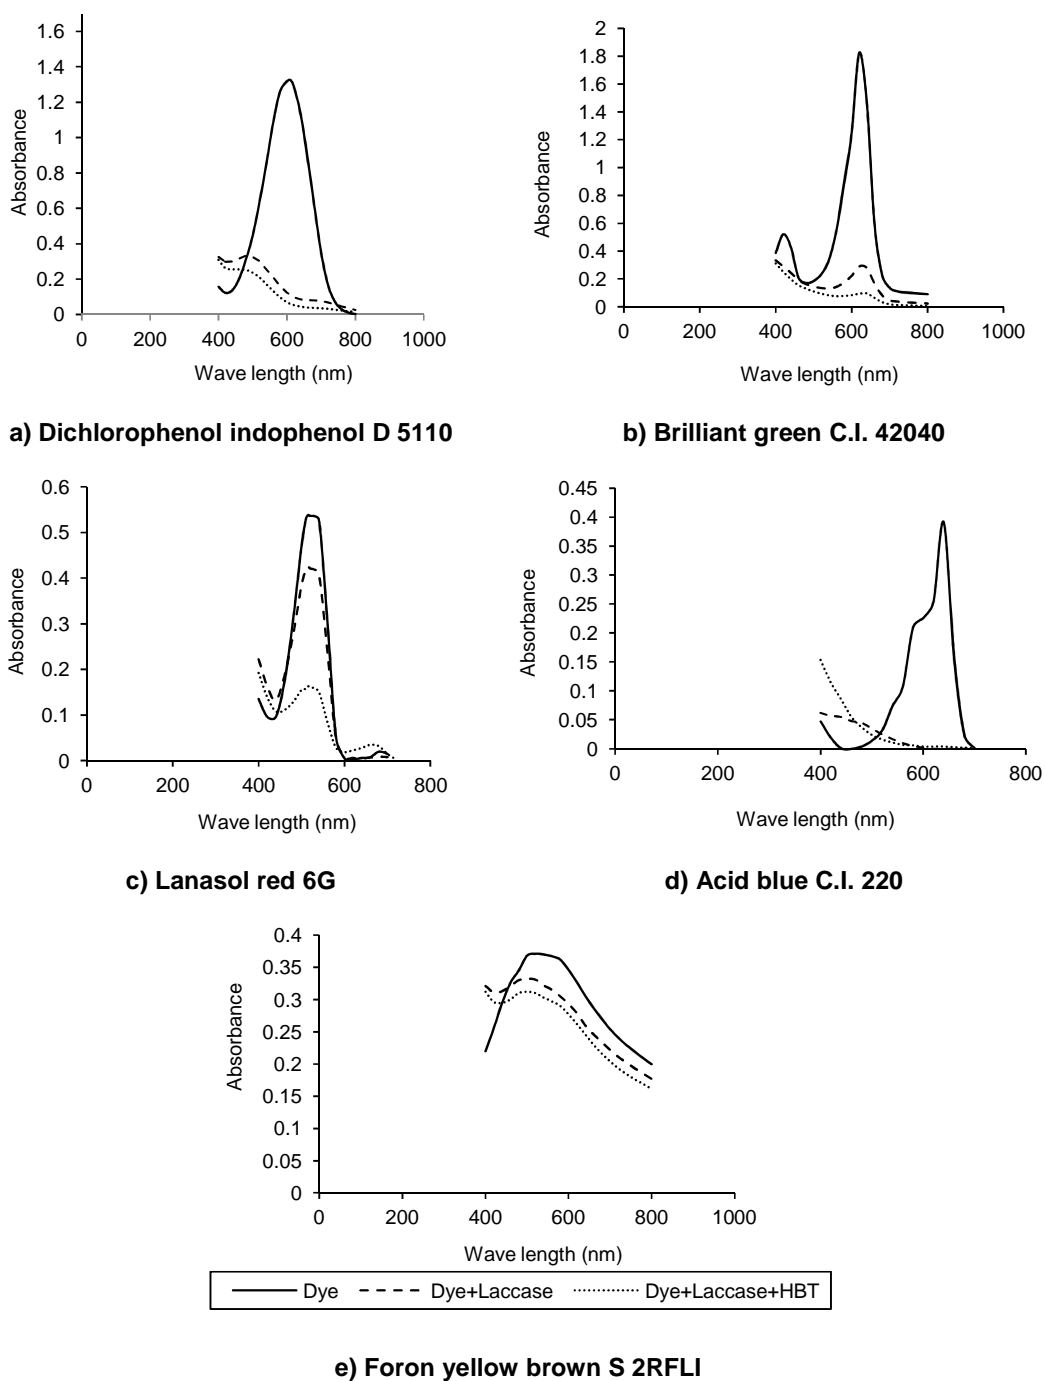 1.6
1.4
1.2
1
0.8
0.6
0.4
0.2
0
Absorbance
0 200 400 600 800 1000
Wave length (nm)
a) Dichlorophenol indophenol D 5110
2
1.8
1.6
1.4
1.2
1
0.8
0.6
0.4
0.2
0
Absorbance
0 200 400 600 800 1000
Wave length (nm)
b) Brilliant green C.I. 42040
0.6
0.5
0.4
0.3
0.2
0.1
0
Absorbance
0 200 400 600 800
Wave length (nm)
c) Lanasol red 6G
0.45
0.4
0.35
0.3
0.25
0.2
0.15
0.1
0.05
0
Absorbance
0 200 400 600 800
Wave length (nm)
d) Acid blue C.I. 220
0.4
0.35
0.3
0.25
0.2
0.15
0.1
0.05
0
Absorbance
0 200 400 600 800 1000
Wave length (nm)
Dye Dye+Laccase Dye+Laccase+HBT
e) Foron yellow brown S 2RFLI